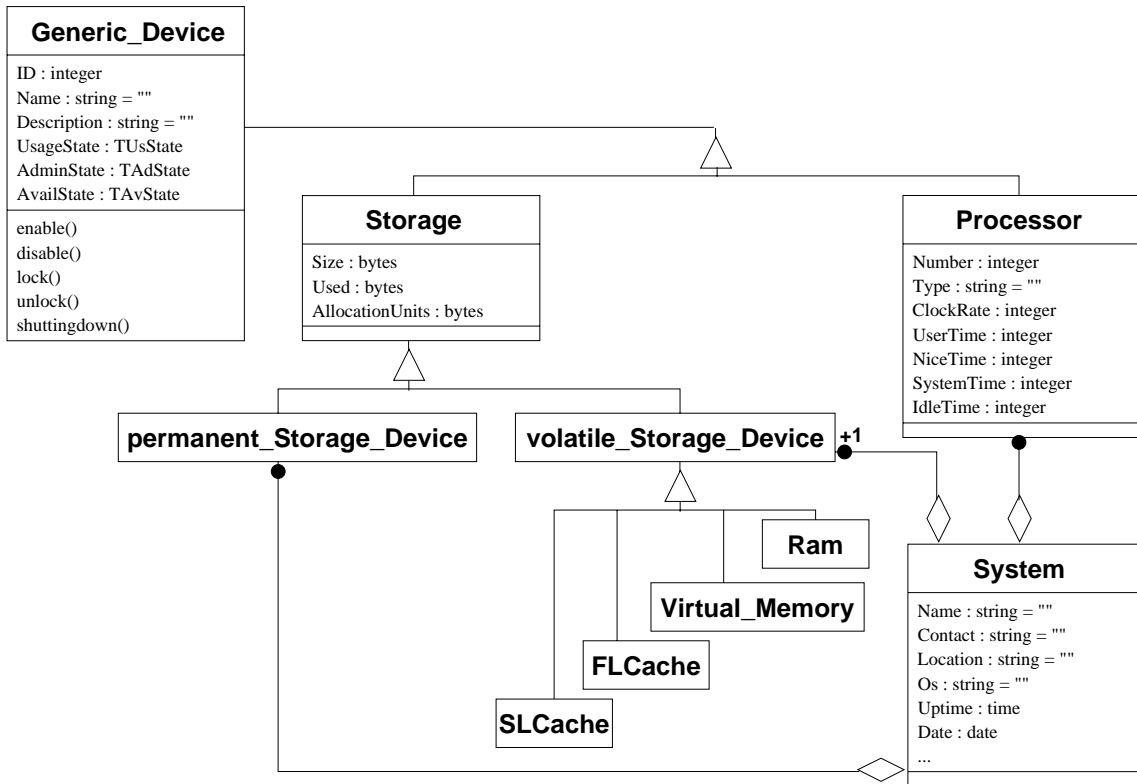 Generic_Device
ID : integer
Name : string = ""
Description : string = ""
UsageState : TUsState
AdminState : TAdState
AvailState : TAvState
enable()
disable()
lock()
unlock()
shuttingdown()
Storage
Size : bytes
Used : bytes
AllocationUnits : bytes
Processor
Number : integer
Type : string = ""
ClockRate : integer
UserTime : integer
NiceTime : integer
SystemTime : integer
IdleTime : integer
permanent_Storage_Device
volatile_Storage_Device
+1
Ram
Virtual_Memory
FLCache
SLCache
System
Name : string = ""
Contact : string = ""
Location : string = ""
Os : string = ""
Uptime : time
Date : date
...